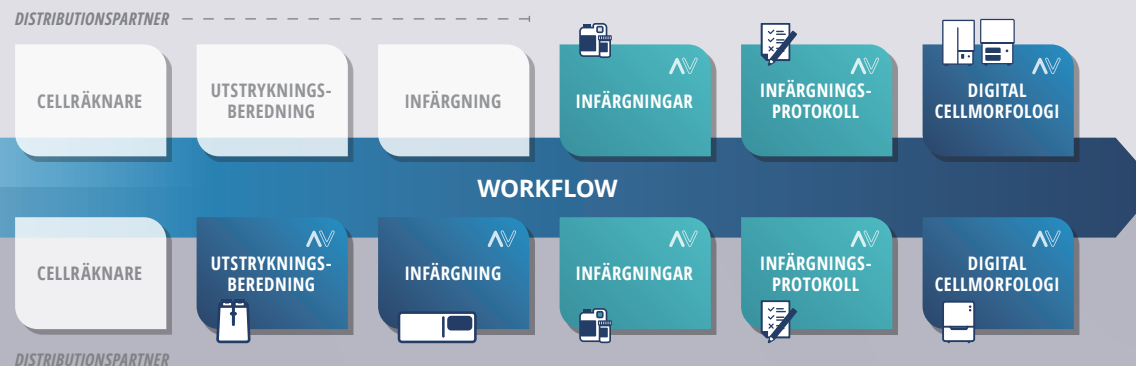 DISTRIBUTIONSPARTNER
CELLRÄKNARE
UTSTRYKNINGS-
BEREDNING
INFÄRGNING
INFÄRGNINGAR
INFÄRGNINGS-
PROTOKOLL
DIGITAL
CELLMORFOLOGI
WORKFLOW
CELLRÄKNARE
UTSTRYKNINGS-
BEREDNING
INFÄRGNING
INFÄRGNINGAR
INFÄRGNINGS-
PROTOKOLL
DIGITAL
CELLMORFOLOGI
DISTRIBUTIONSPARTNER